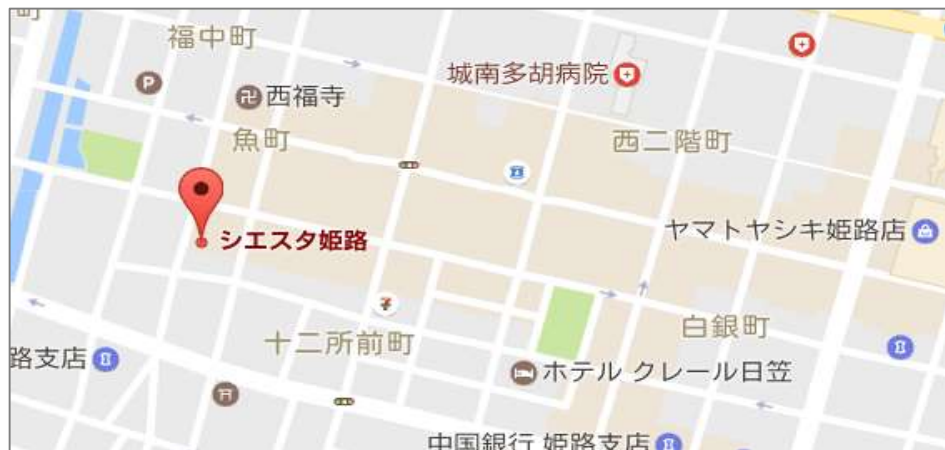 町
福中町
城南多胡病院
西福寺
魚町
西二階町
ヤマトヤシキ姫路店
シエスタ姫路
白銀町
十二所前町
路支店
ホテル クレール日笠
中国銀行 姫路支店